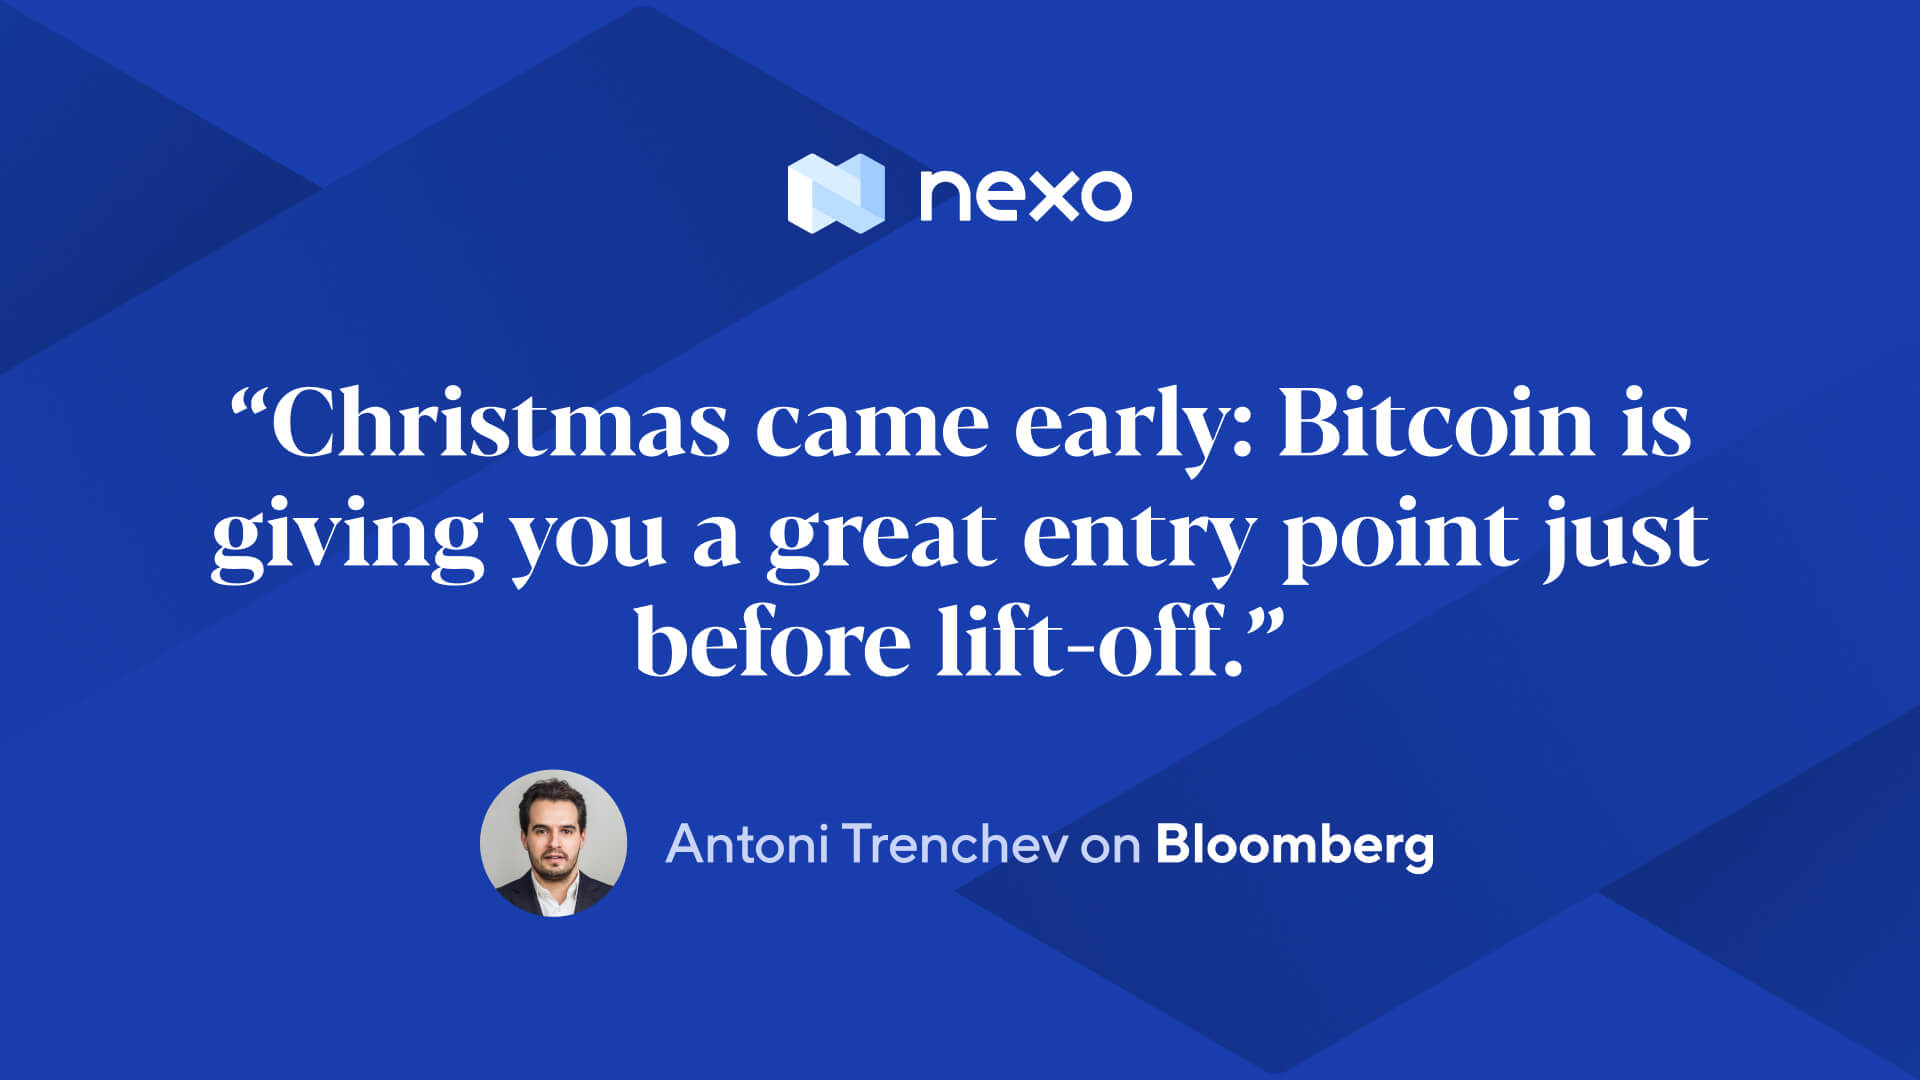 nexo
“Christmas came early: Bitcoin is
giving you a great entry point just
before lift-off.”
Antoni Trenchev on Bloomberg